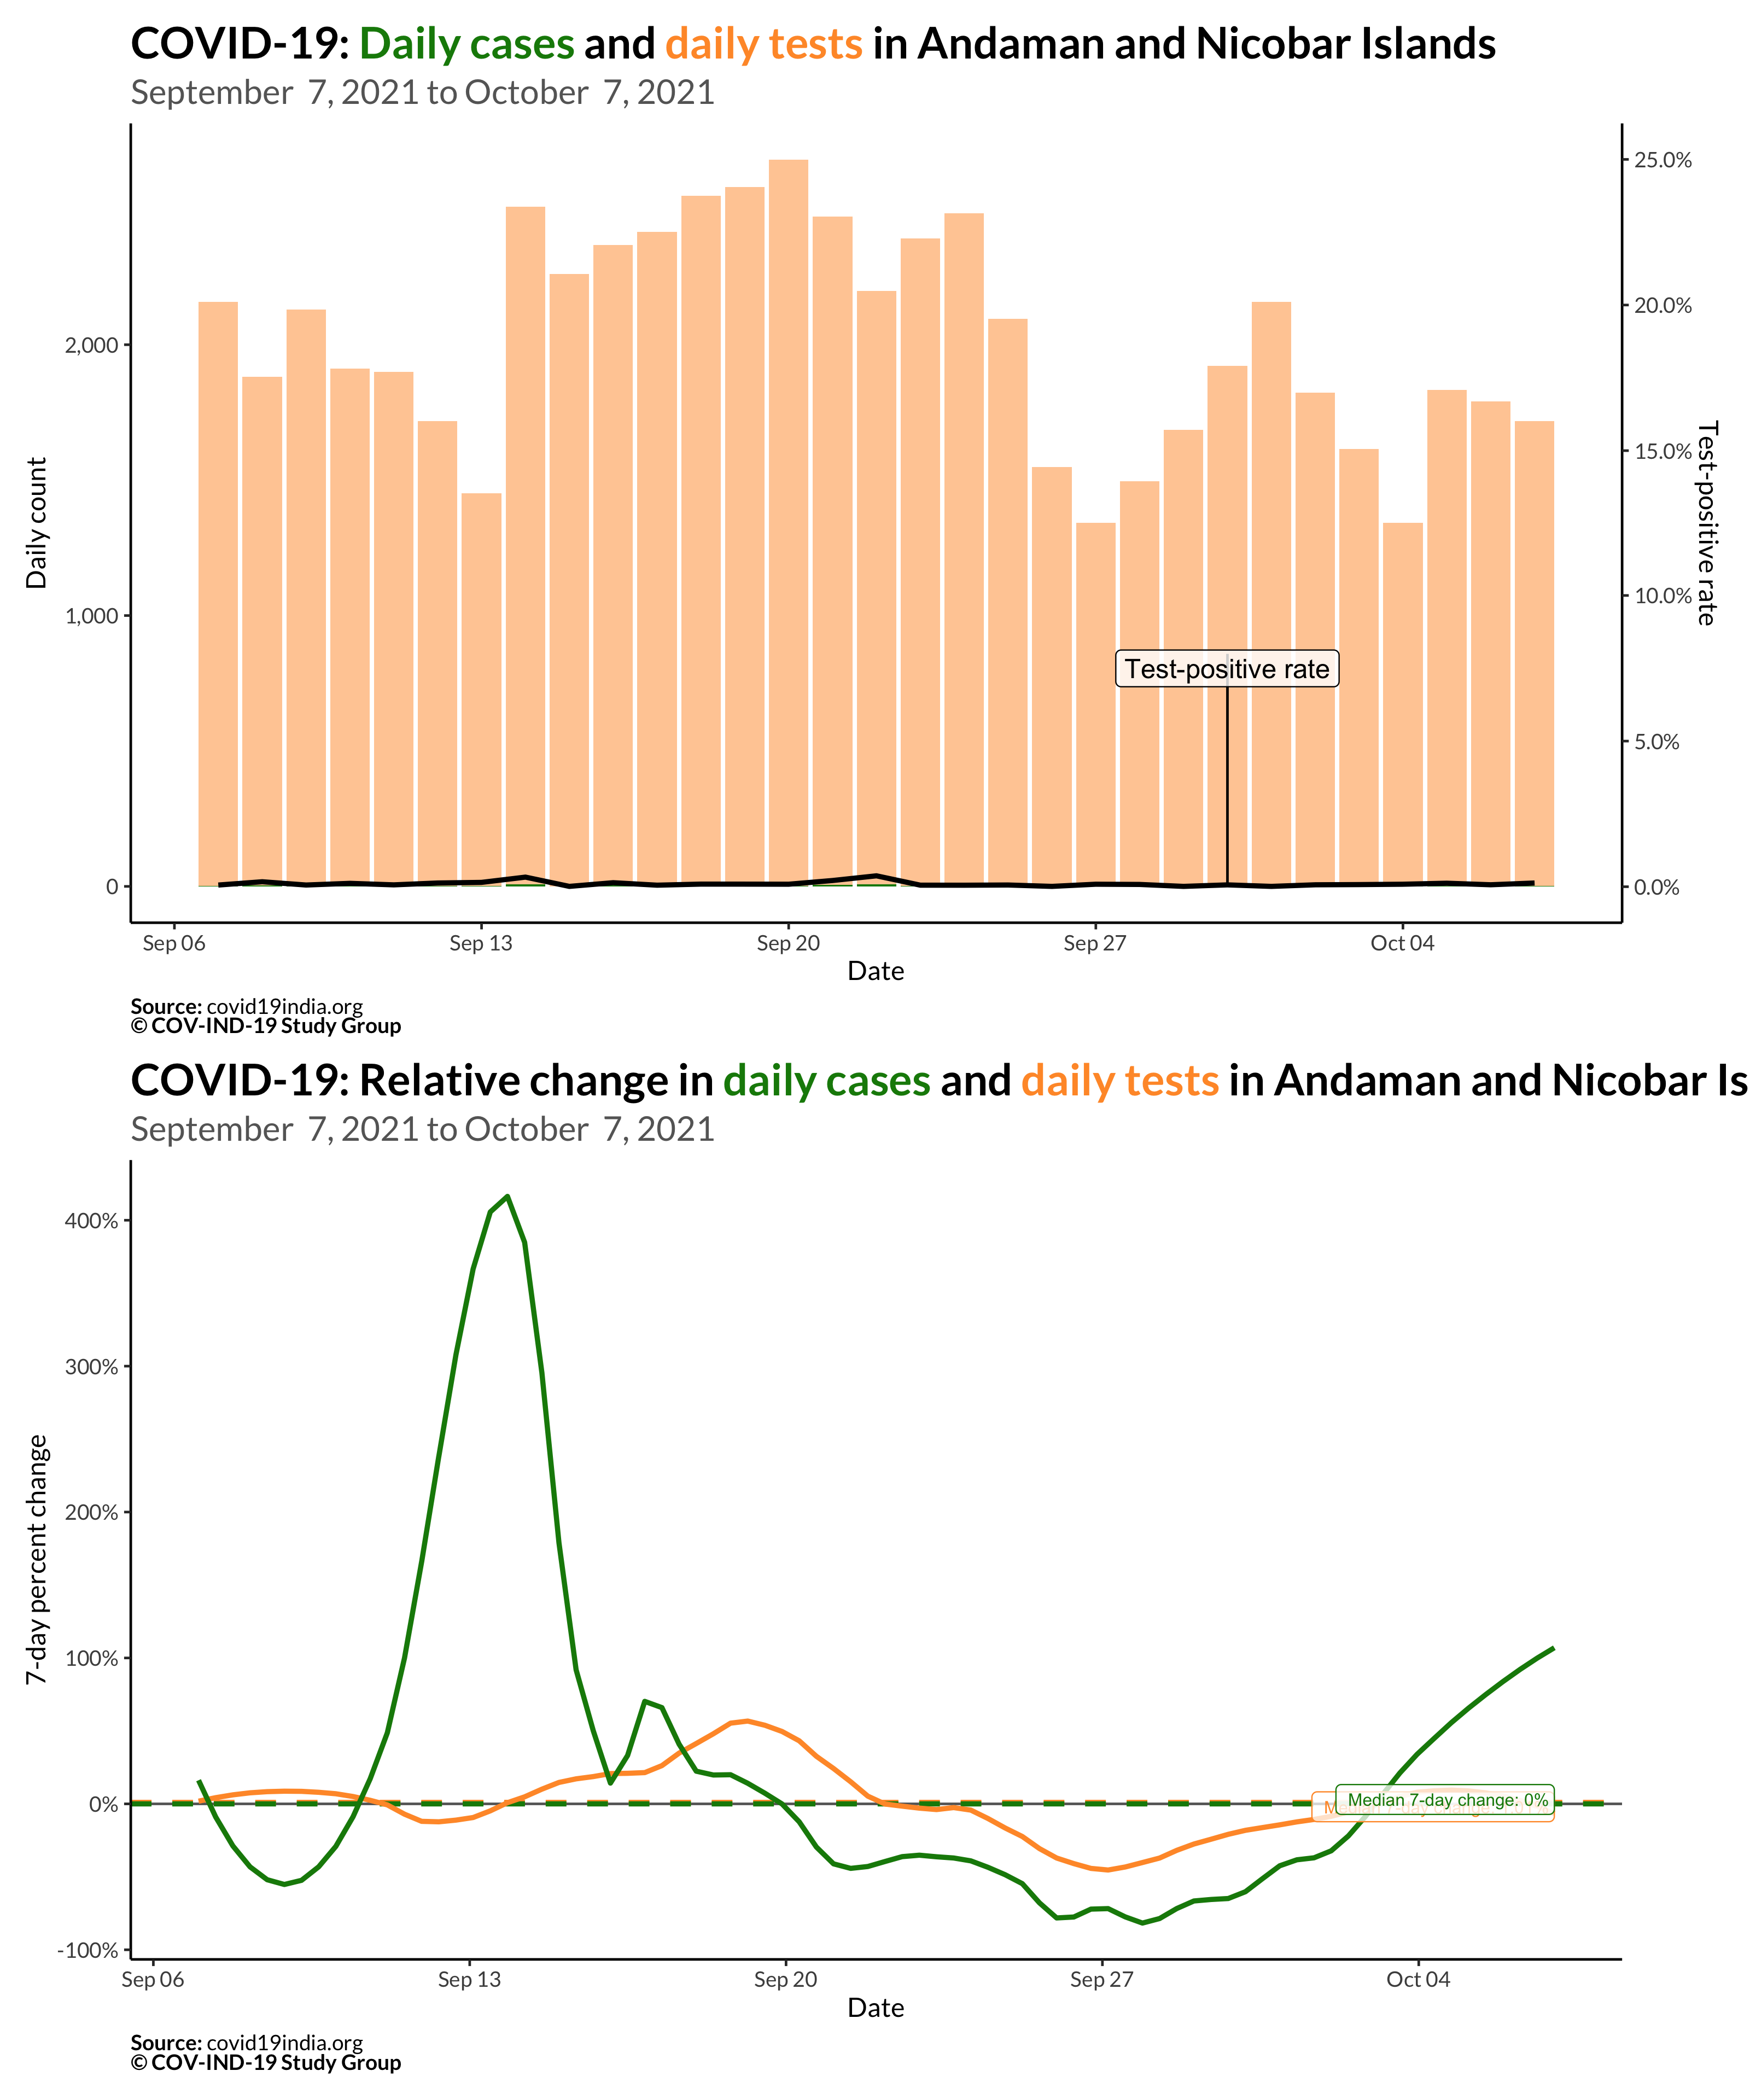 COVID-19: Daily cases and daily tests in Andaman and Nicobar Islands
September 7, 2021 to October 7, 2021
Daily count
2,000
1,000
0
25.0%
20.0%
15.0%
10.0%
5.0%
0.0%
Test-positive rate
Test-positive rate
Sep 06
Sep 13
Sep 20
Sep 27
Oct 04
Date
Source: covid19india.org
© COV-IND-19 Study Group
COVID-19: Relative change in daily cases and daily tests in Andaman and Nicobar Is
September 7, 2021 to October 7, 2021
7-day percent change
400%
300%
200%
100%
0%
-100%
Median 7-day change: 0%
Sep 06
Sep 13
Sep 20
Sep 27
Oct 04
Date
Source: covid19india.org
© COV-IND-19 Study Group